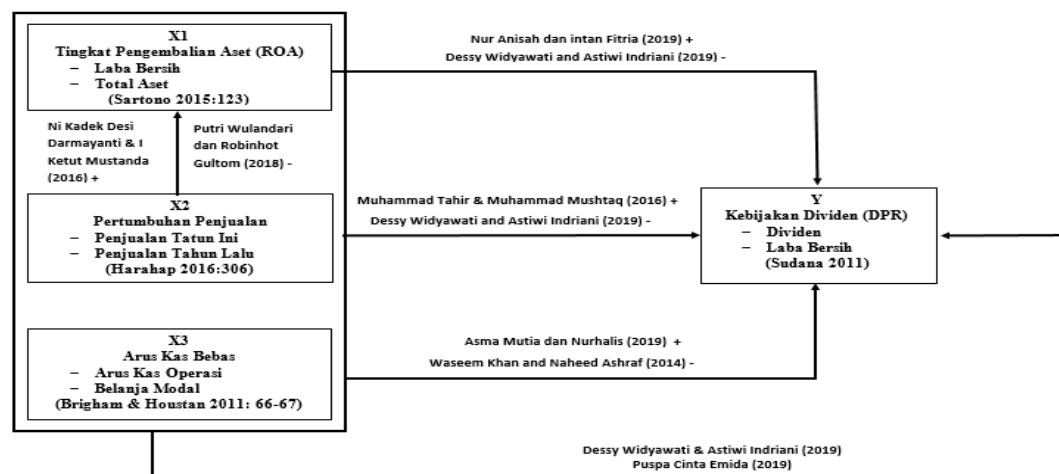 X1
Tingkat Pengembalian Aset (ROA)
– Laba Bersih
– Total Aset
(Sartono 2015:123)
Nur Anisah dan intan Fitria (2019) +
Dessy Widyawati and Astiwi Indriani (2019) -
Ni Kadek Desi
Darmayanti & I
Ketut Mustanda
(2016) +
Putri Wulandari
dan Robinhot
Gultom (2018) -
X2
Pertumbuhan Penjualan
– Penjualan Tatun Ini
– Penjualan Tahun Lalu
(Harahap 2016:306)
Muhammad Tahir & Muhammad Mushtaq (2016) +
Dessy Widyawati and Astiwi Indriani (2019) -
Y
Kebijakan Dividen (DPR)
– Dividen
– Laba Bersih
(Sudana 2011)
X3
Arus Kas Bebas
– Arus Kas Operasi
– Belanja Modal
(Brigham & Houstan 2011: 66-67)
Asma Mutia dan Nurhalis (2019) +
Waseem Khan and Naheed Ashraf (2014) -
Dessy Widyawati & Astiwi Indriani (2019)
Puspa Cinta Emida (2019)